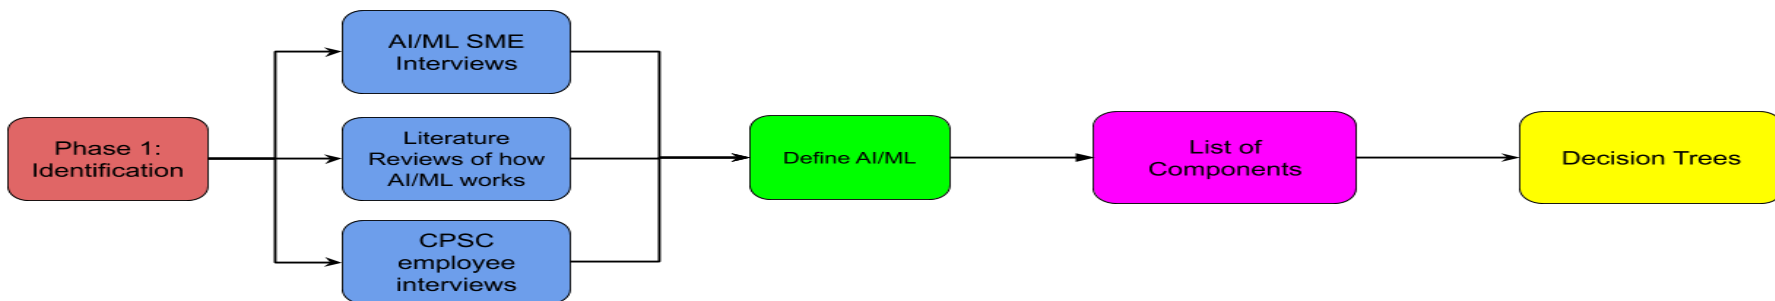 Phase 1:
Identification
AI/ML SME
Interviews
Literature
Reviews of how
AI/ML works
CPSC
employee
interviews
Define AI/ML
List of
Components
Decision Trees